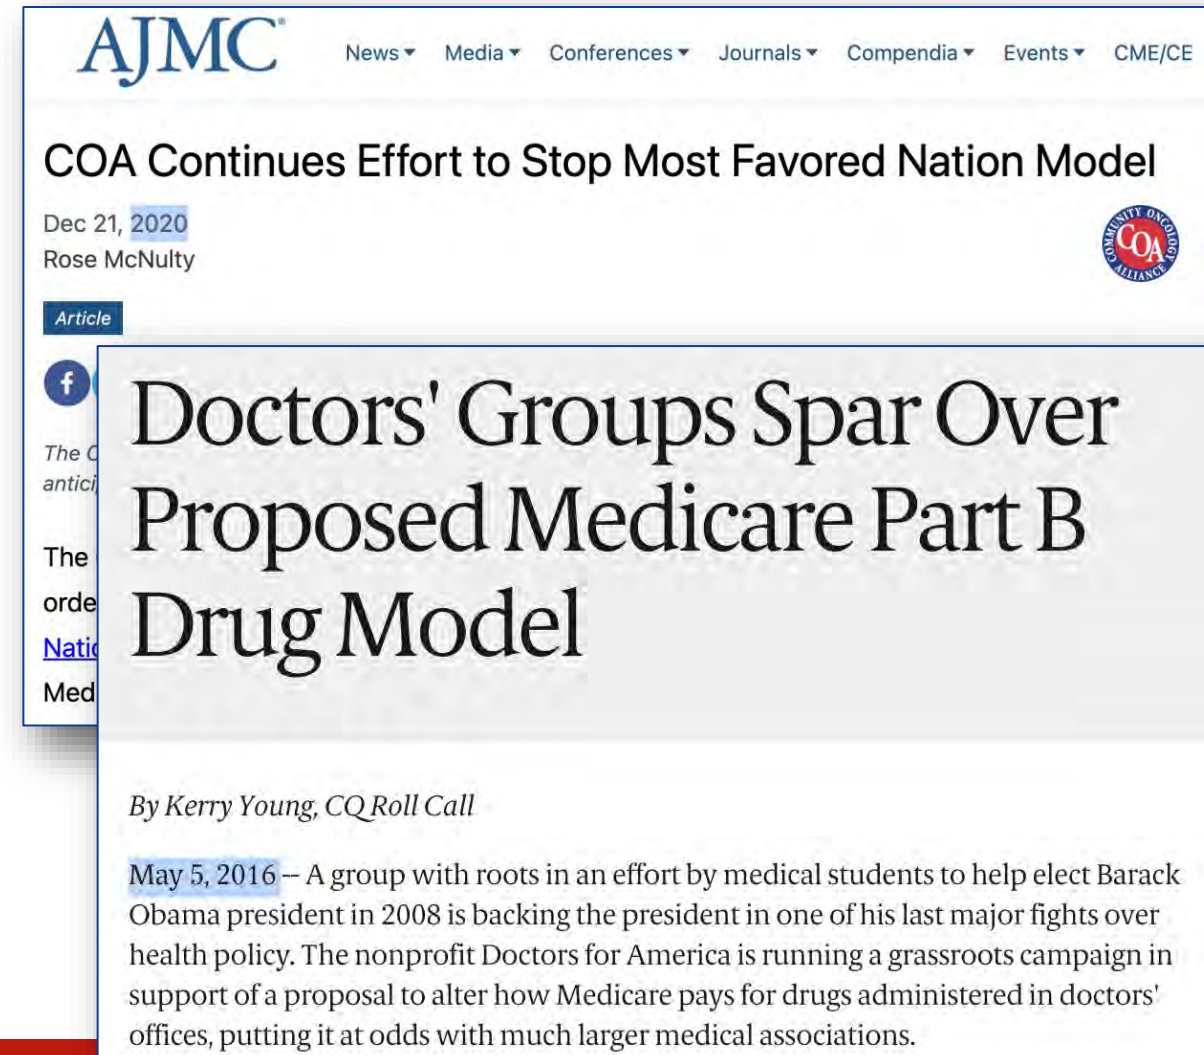 AJMC®
News Media Conferences Journals Compendia Events CME/CE
COA Continues Effort to Stop Most Favored Nation Model
Dec 21, 2020
Rose McNulty
COMMUNITY ONCOLOGY
COA
ALLIANCE
Article
f
The
antici
The
orde
Natio
Med
Doctors' Groups Spar Over
Proposed Medicare Part B
Drug Model
By Kerry Young, CQ Roll Call
May 5, 2016 – A group with roots in an effort by medical students to help elect Barack
Obama president in 2008 is backing the president in one of his last major fights over
health policy. The nonprofit Doctors for America is running a grassroots campaign in
support of a proposal to alter how Medicare pays for drugs administered in doctors'
offices, putting it at odds with much larger medical associations.